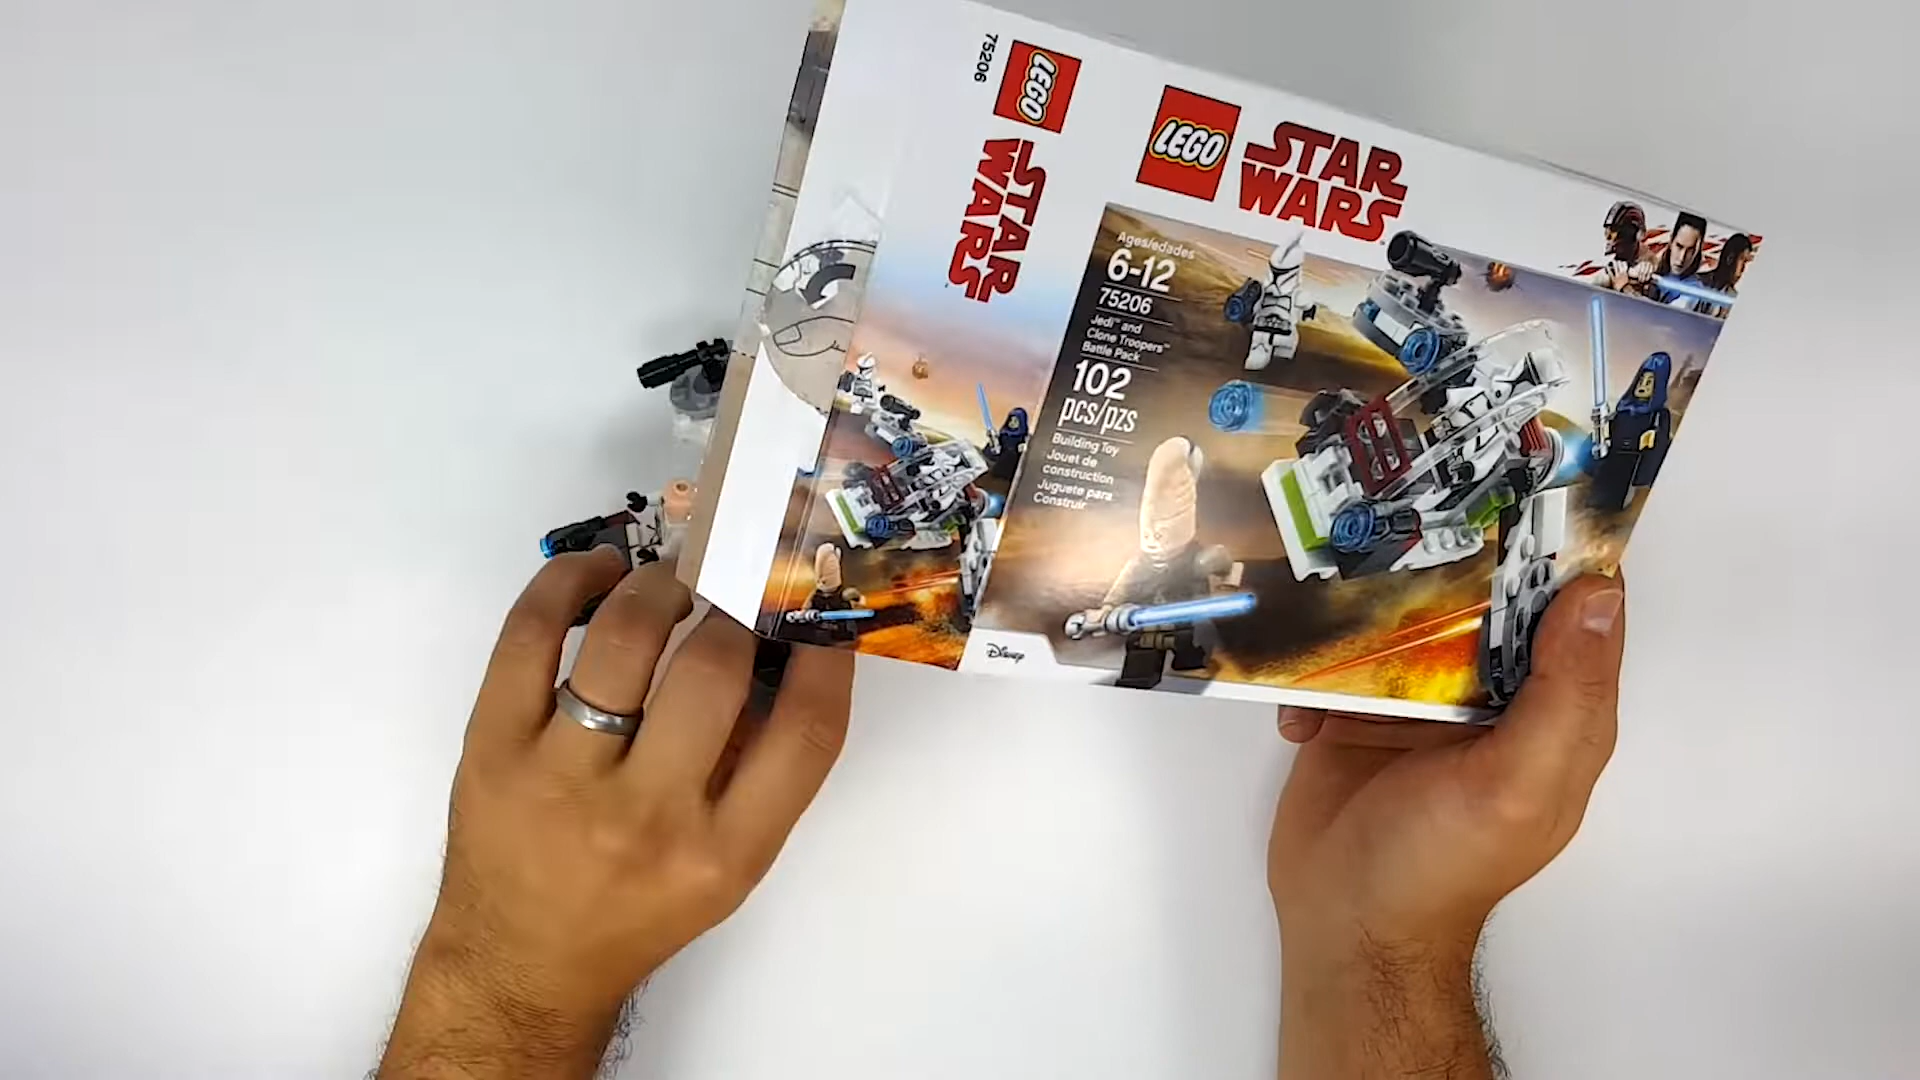 75206
LEGO
STAR
WARS
LEGO
STAR
WARS
Ages/edades
6-12
75206
Jedi™ and
Clone Troopers™
Battle Pack
102
pcs/pzs
Building Toy
Jouet de
construction
Juguete para
Construir
Disney